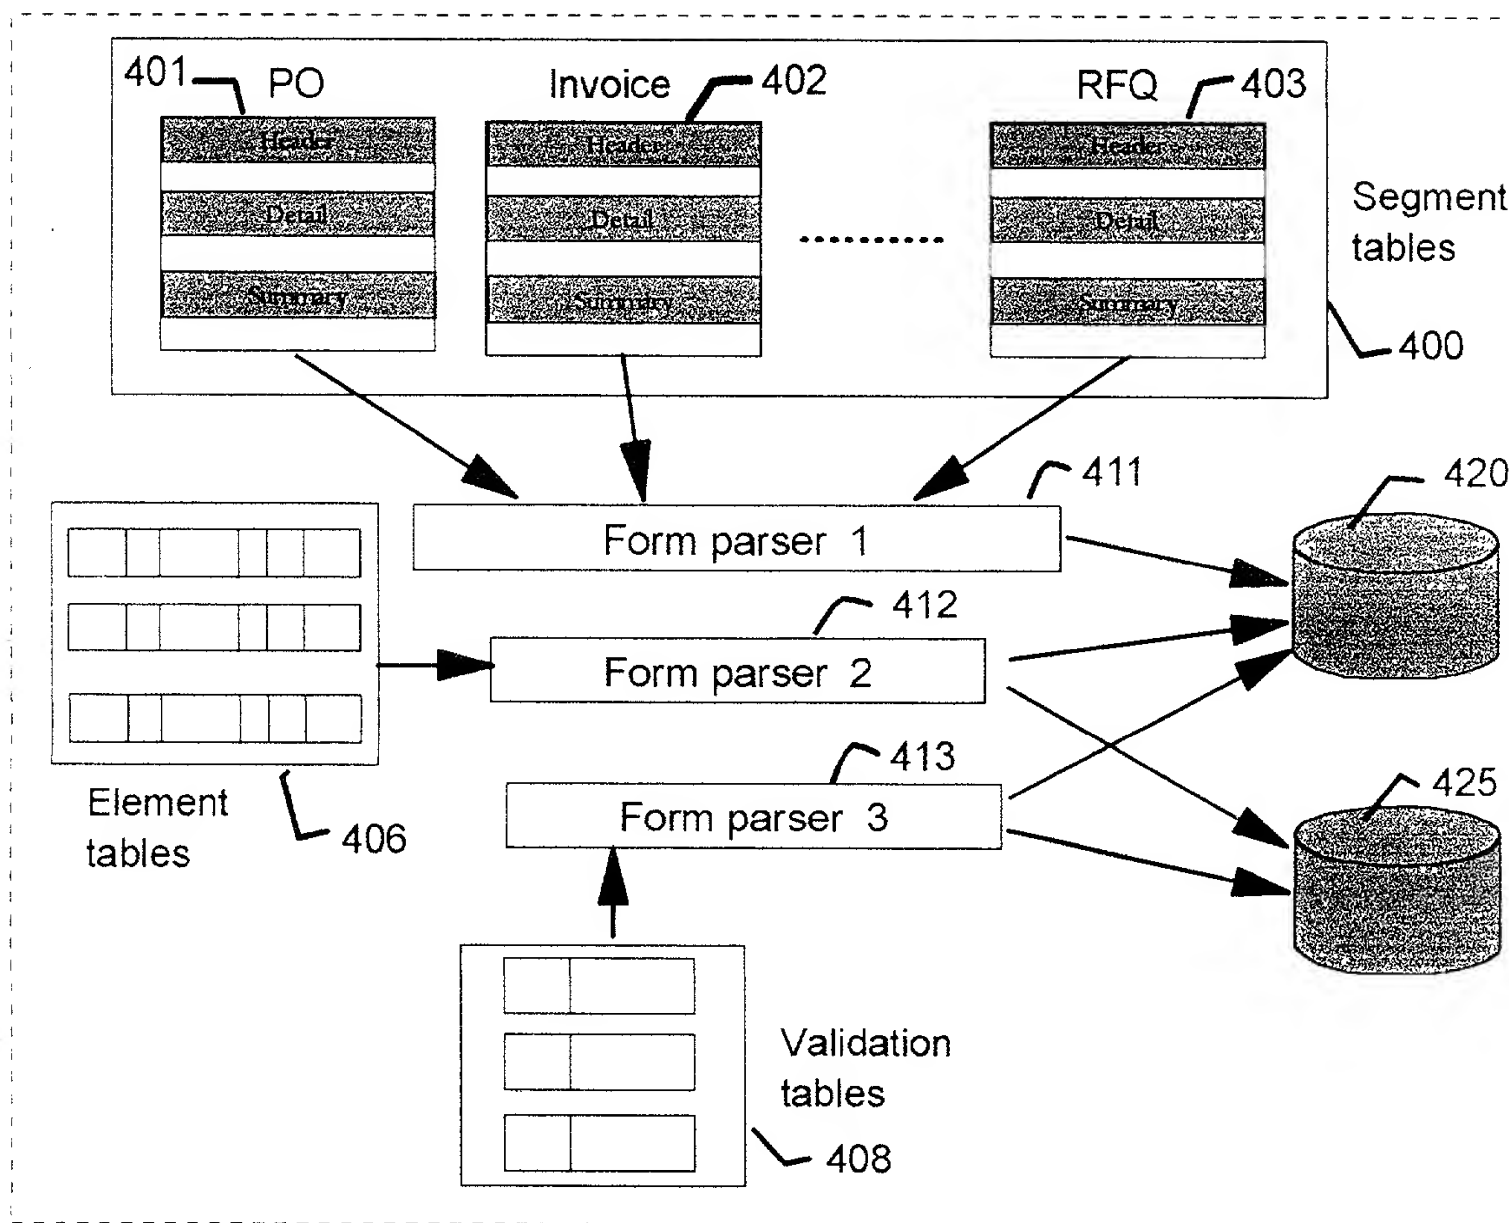 401 PO
Invoice 402
RFQ 403
Header
Header
Header
Detail
Detail
Detail
Summary
Summary
Summary
Segment
tables
400
411
Form parser 1
420
412
Form parser 2
413
Form parser 3
425
Element
tables
406
Validation
tables
408